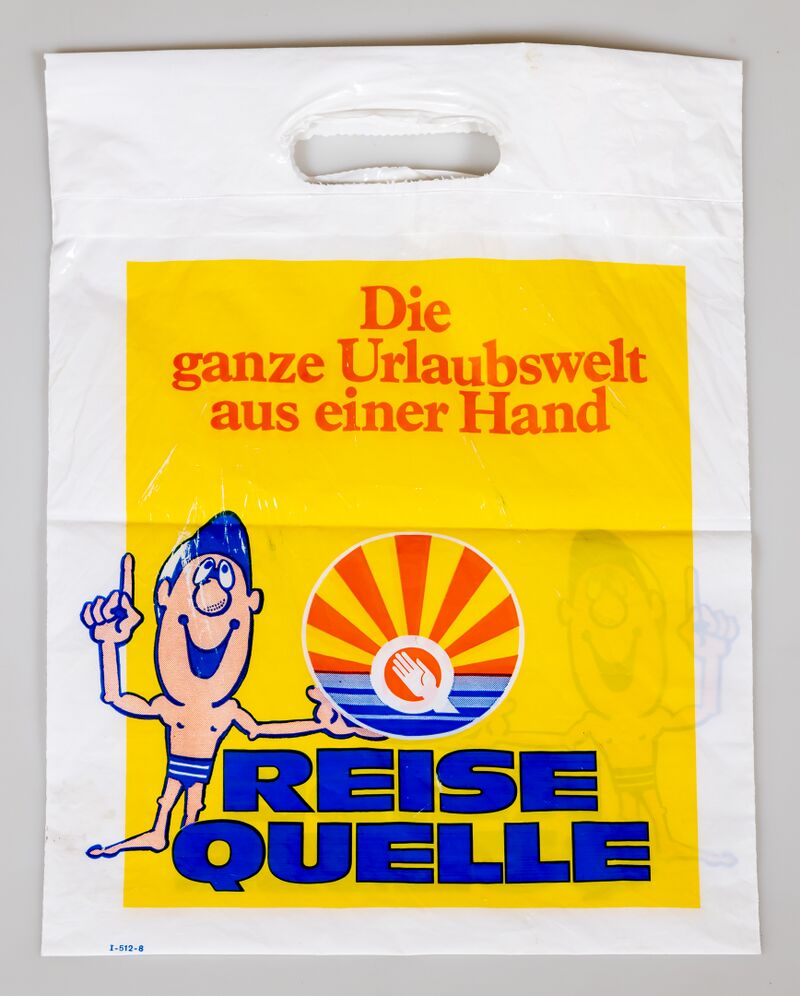 Die
ganze Urlaubswelt
aus einer Hand
REISE
QUELLE
I-512-8